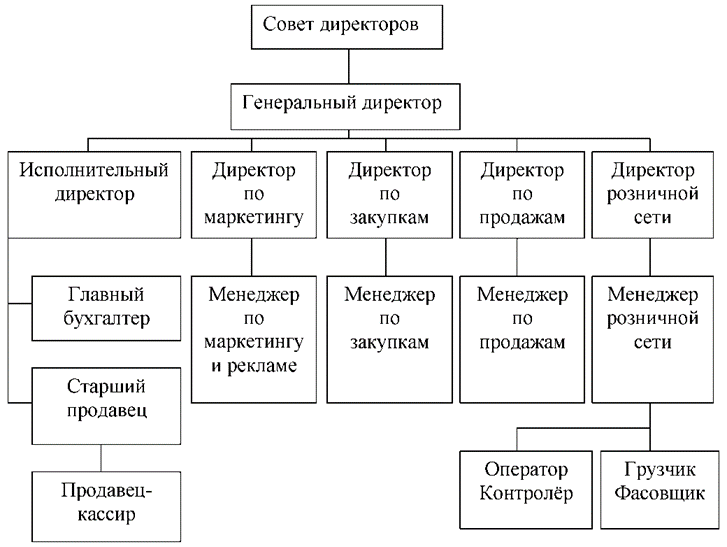 Совет директоров
Генеральный директор
Исполнительный
директор
Директор
по
маркетингу
Директор
по
закупкам
Директор
по
продажам
Директор
розничной
сети
Главный
бухгалтер
Менеджер
по
маркетингу
и рекламе
Менеджер
по
закупкам
Менеджер
по
продажам
Менеджер
розничной
сети
Старший
продавец
Продавец-
кассир
Оператор
Контролёр
Грузчик
Фасовщик